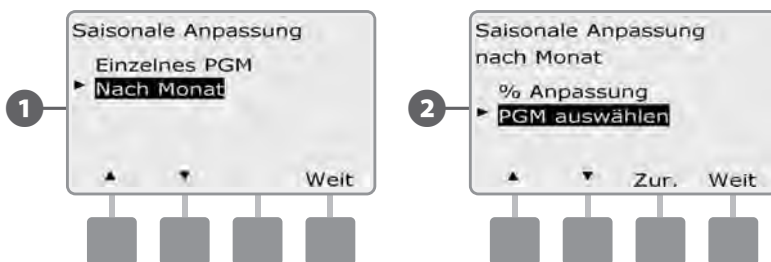 1
Saisonale Anpassung
Einzelnes PGM
Nach Monat
Weit
2
Saisonale Anpassung
nach Monat
% Anpassung
PGM auswählen
Zur. Weit